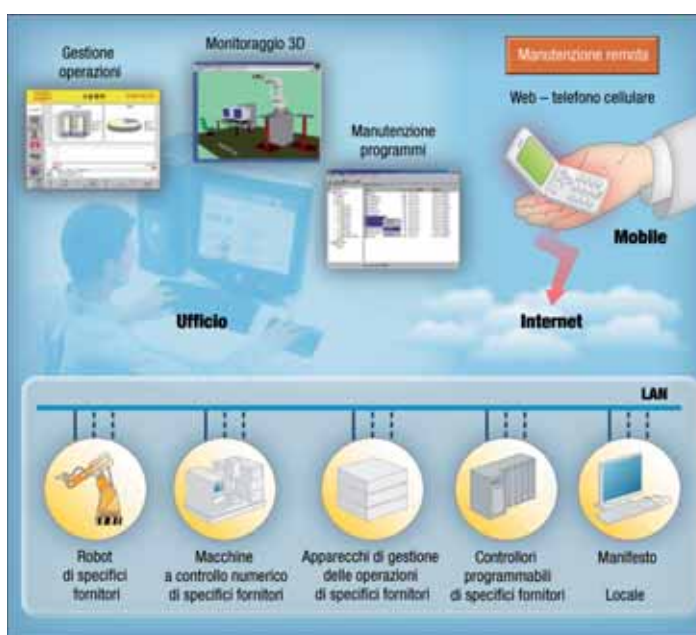 Gestione
operazioni
Monitoraggio 3D
Manutenzione
programmi
Manutenzione remota
Web – telefono cellulare
Mobile
Ufficio
Internet
LAN
Robot
di specifici
fornitori
Macchine
a controllo numerico
di specifici fornitori
Apparecchi di gestione
delle operazioni
di specifici fornitori
Controllori
programmabili
di specifici fornitori
Manifesto
Locale